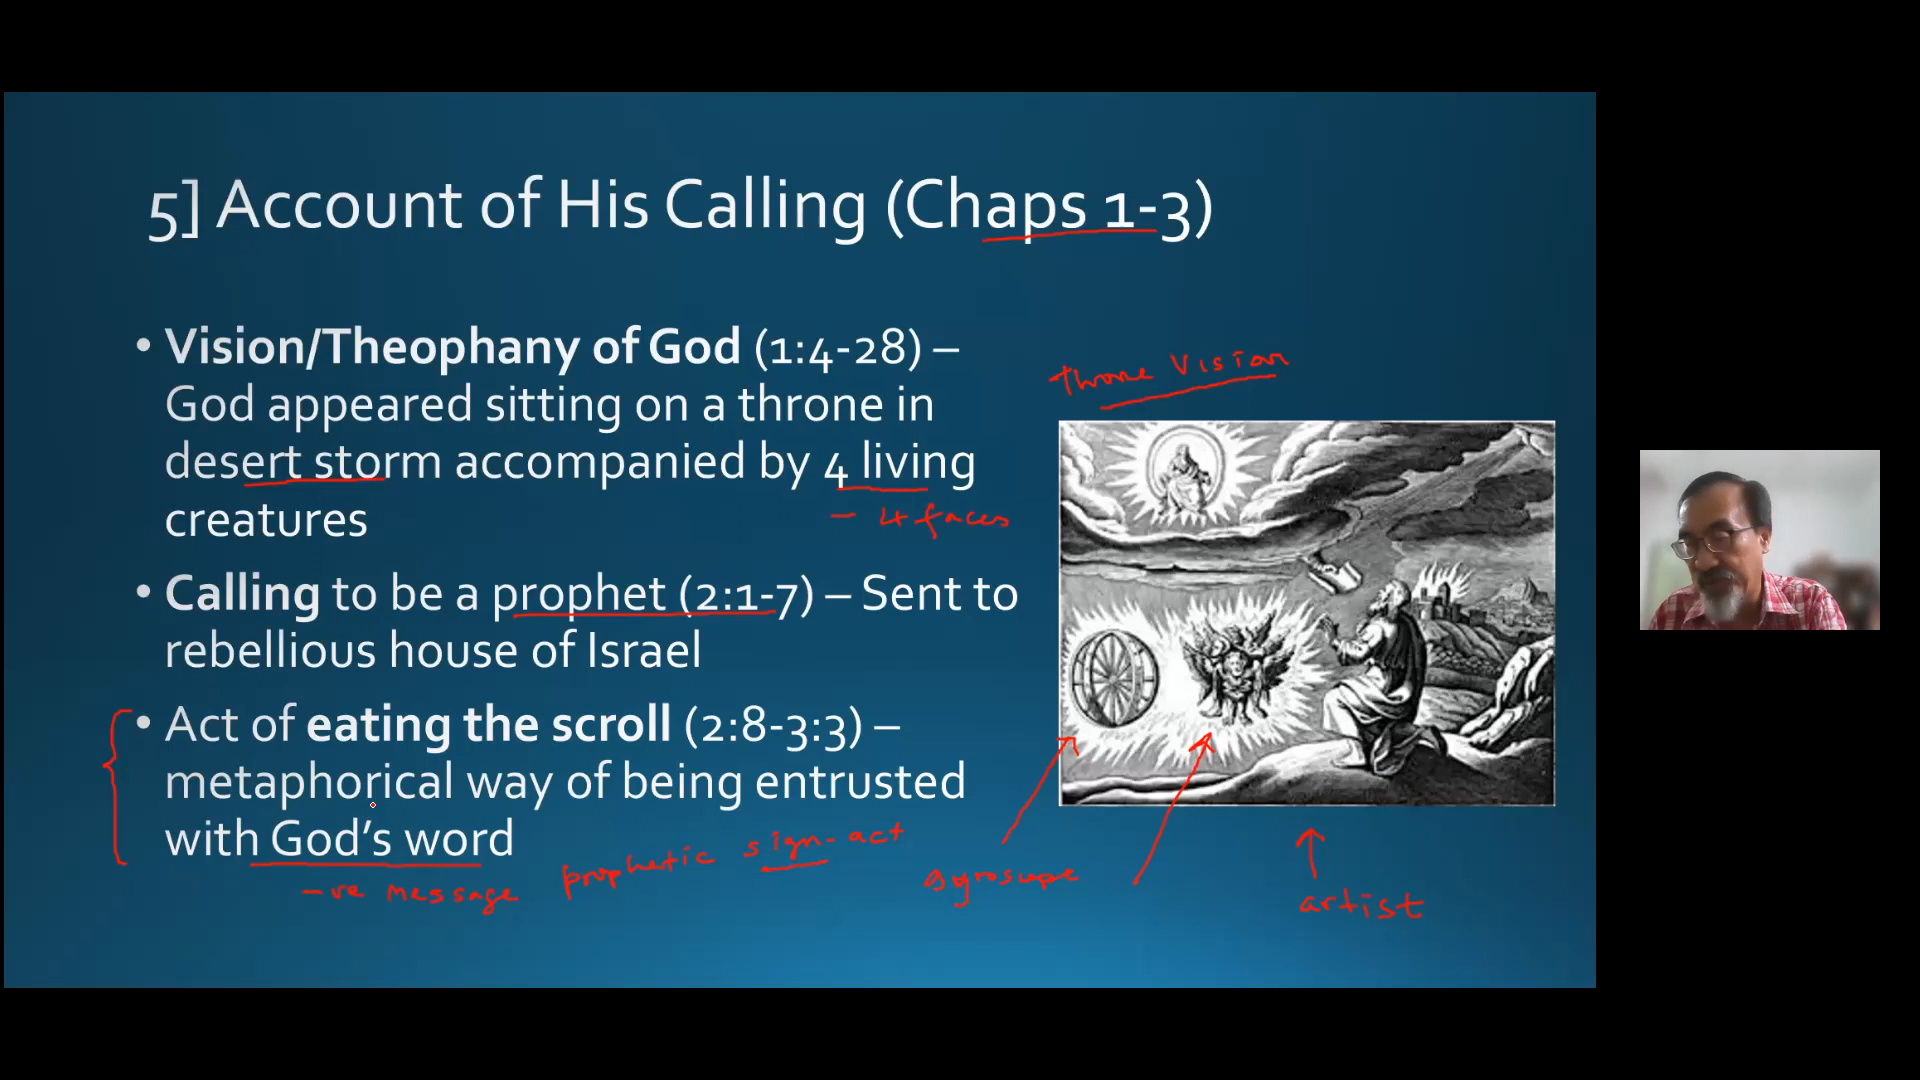 5] Account of His Calling (Chaps 1-3)
• Vision/Theophany of God (1:4-28) –
God appeared sitting on a throne in
desert storm accompanied by 4 living
creatures
– 4 faces
• Calling to be a prophet (2:1-7) – Sent to
rebellious house of Israel
• Act of eating the scroll (2:8-3:3) –
metaphorical way of being entrusted
with God’s word
-ve message
prophetic sign-act
Throne Vision
gyroscope
artist